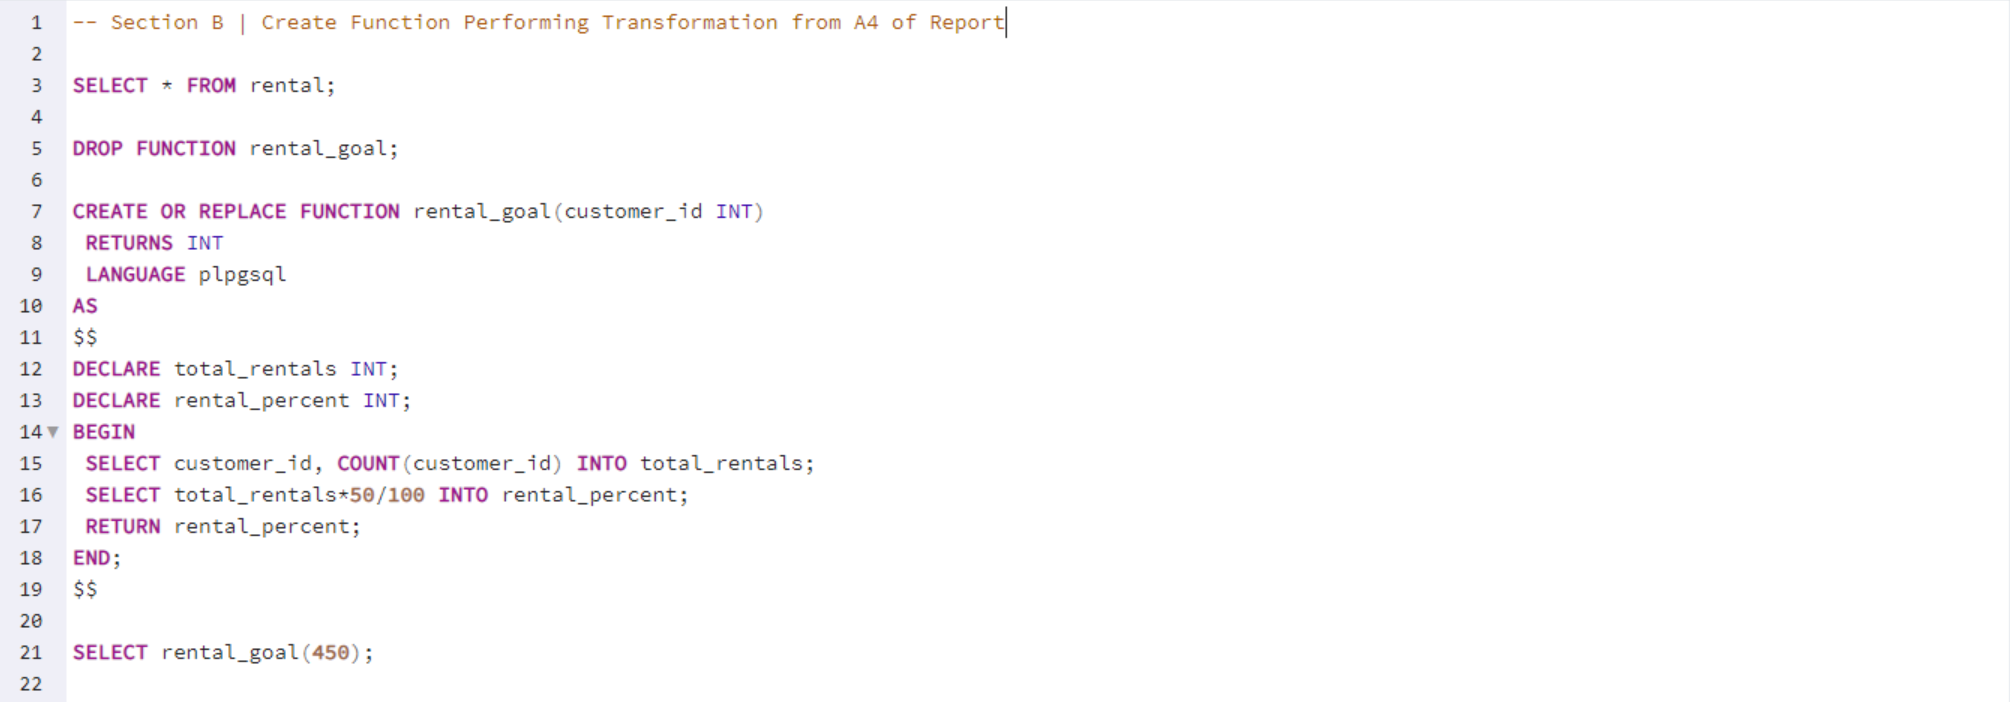 1 -- Section B | Create Function Performing Transformation from A4 of Report
2
3 SELECT * FROM rental;
4
5 DROP FUNCTION rental_goal;
6
7 CREATE OR REPLACE FUNCTION rental_goal(customer_id INT)
8 RETURNS INT
9 LANGUAGE plpgsql
10 AS
11 $$
12 DECLARE total_rentals INT;
13 DECLARE rental_percent INT;
14 BEGIN
15 SELECT customer_id, COUNT(customer_id) INTO total_rentals;
16 SELECT total_rentals*50/100 INTO rental_percent;
17 RETURN rental_percent;
18 END;
19 $$
20
21 SELECT rental_goal(450);
22